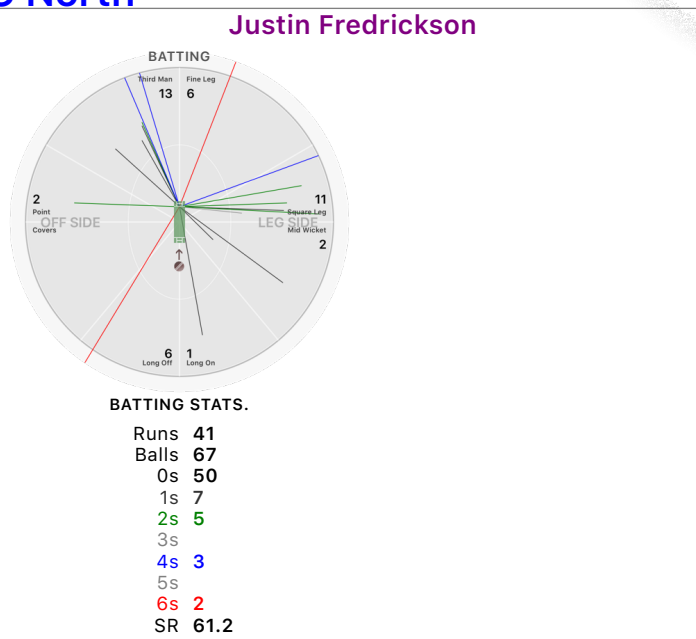 North
Justin Fredrickson
BATTING
Third Man Fine Leg
13 6
2 11
Point Square Leg
OFF SIDE LEG SIDE
Covers Mid Wicket
2
6 1
Long Off Long On
BATTING STATS.
Runs 41
Balls 67
0s 50
1s 7
2s 5
3s
4s 3
5s
6s 2
SR 61.2